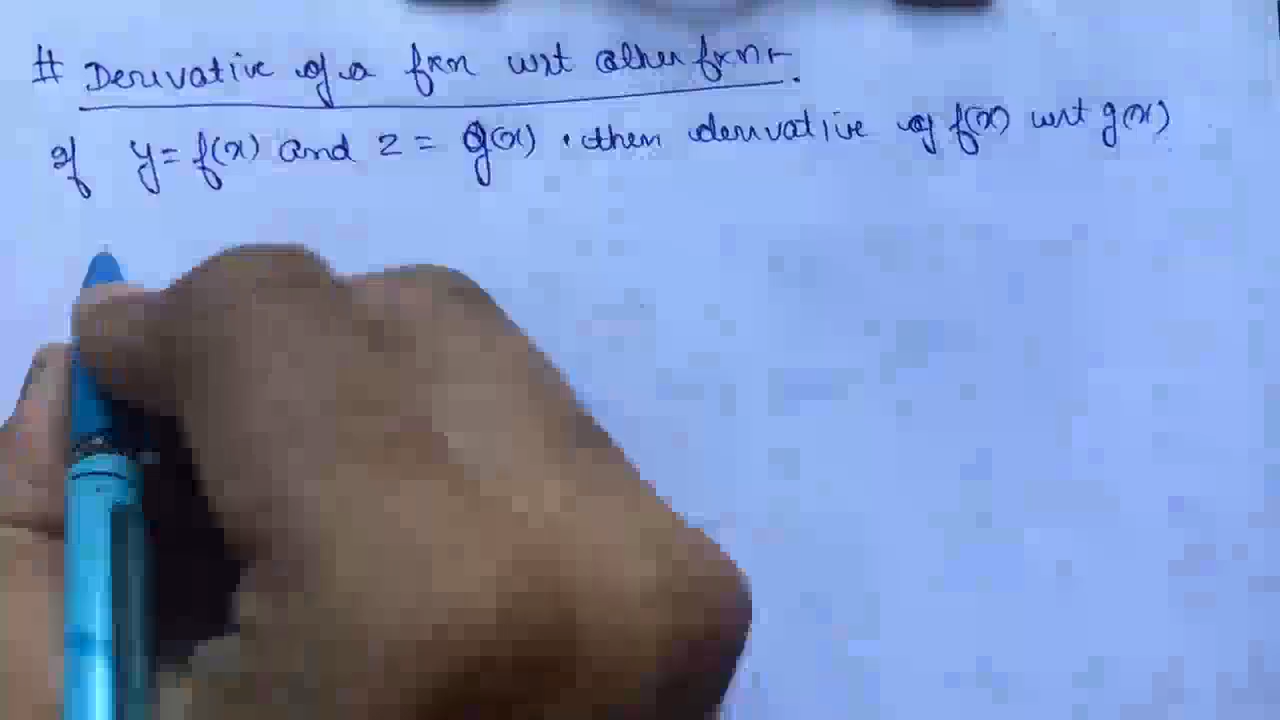 # Derivative of a fxn wrt other fxn.
If y = f(x) and z = g(x) . then derivative of f(x) wrt g(x)